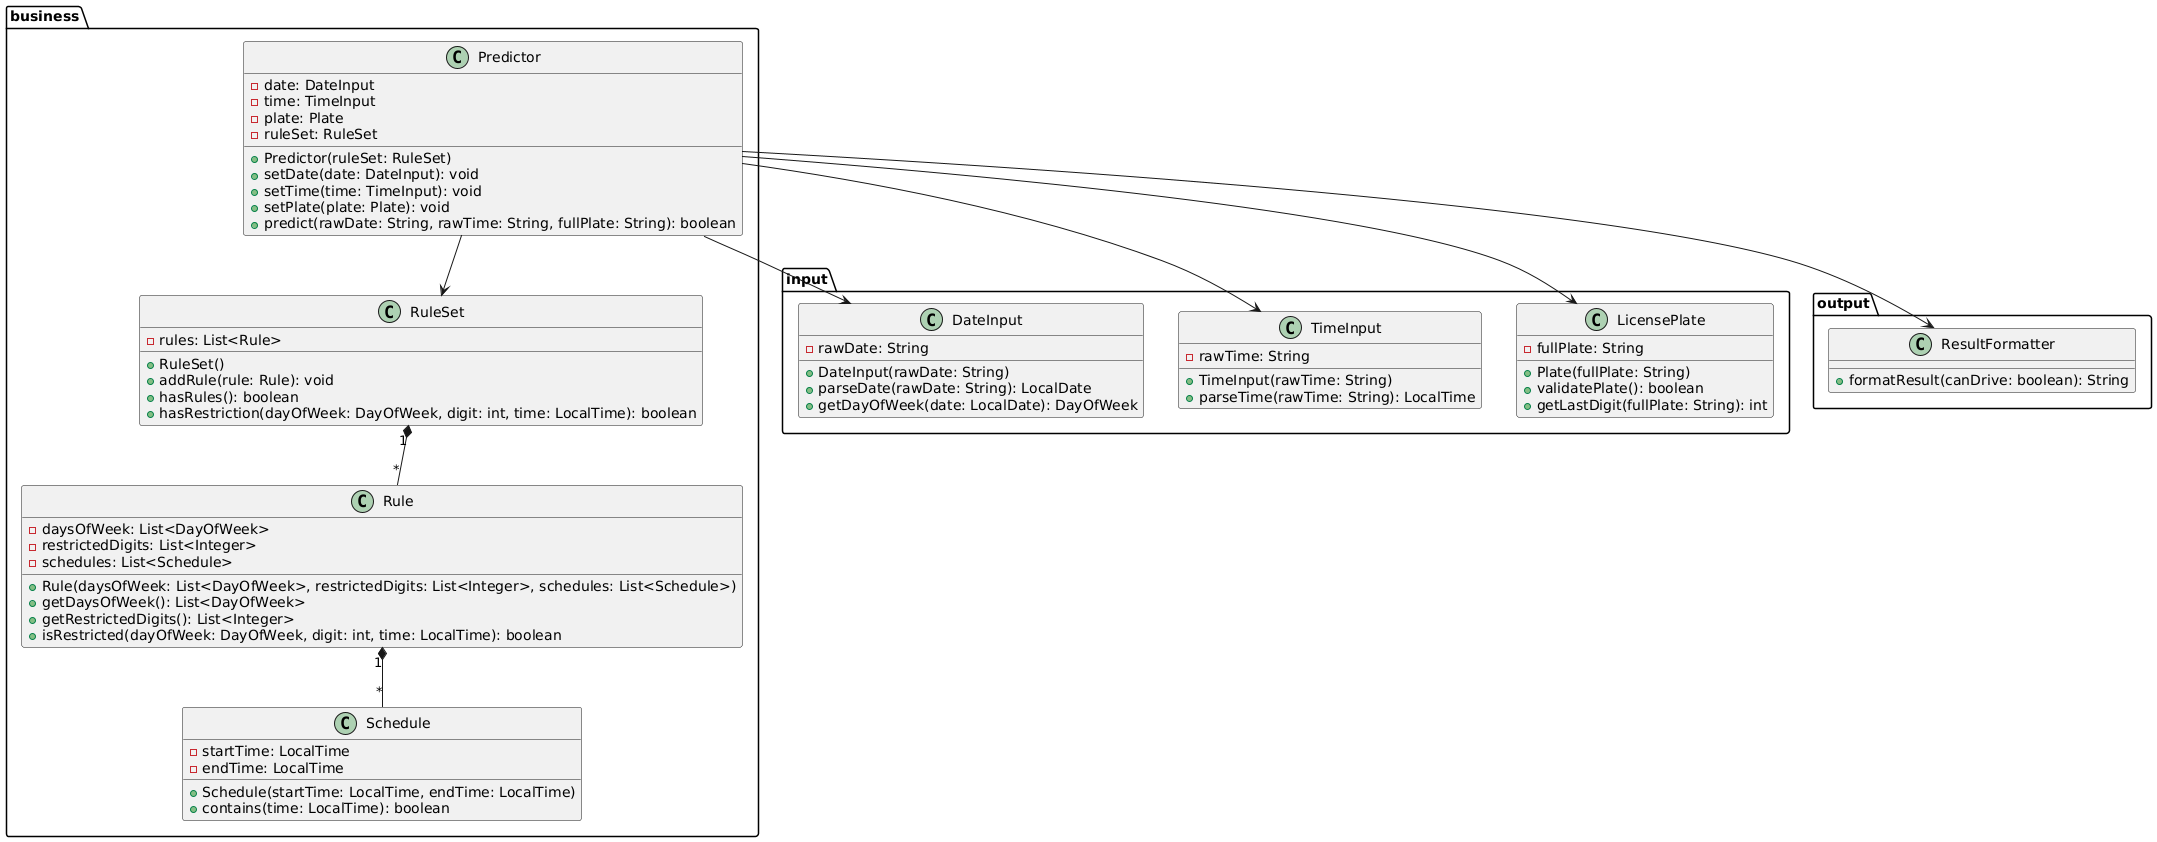 business
C Predictor
date: DateInput
time: TimeInput
plate: Plate
ruleSet: RuleSet
Predictor(ruleSet: RuleSet)
setDate(date: DateInput): void
setTime(time: TimeInput): void
setPlate(plate: Plate): void
predict(rawDate: String, rawTime: String, fullPlate: String): boolean
C RuleSet
rules: List<Rule>
RuleSet()
addRule(rule: Rule): void
hasRules(): boolean
hasRestriction(dayOfWeek: DayOfWeek, digit: int, time: LocalTime): boolean
1
*
C Rule
daysOfWeek: List<DayOfWeek>
restrictedDigits: List<Integer>
schedules: List<Schedule>
Rule(daysOfWeek: List<DayOfWeek>, restrictedDigits: List<Integer>, schedules: List<Schedule>)
getDaysOfWeek(): List<DayOfWeek>
getRestrictedDigits(): List<Integer>
isRestricted(dayOfWeek: DayOfWeek, digit: int, time: LocalTime): boolean
1
*
C Schedule
startTime: LocalTime
endTime: LocalTime
Schedule(startTime: LocalTime, endTime: LocalTime)
contains(time: LocalTime): boolean
input
C DateInput
rawDate: String
DateInput(rawDate: String)
parseDate(rawDate: String): LocalDate
getDayOfWeek(date: LocalDate): DayOfWeek
C TimeInput
rawTime: String
TimeInput(rawTime: String)
parseTime(rawTime: String): LocalTime
C LicensePlate
fullPlate: String
Plate(fullPlate: String)
validatePlate(): boolean
getLastDigit(fullPlate: String): int
output
C ResultFormatter
formatResult(canDrive: boolean): String